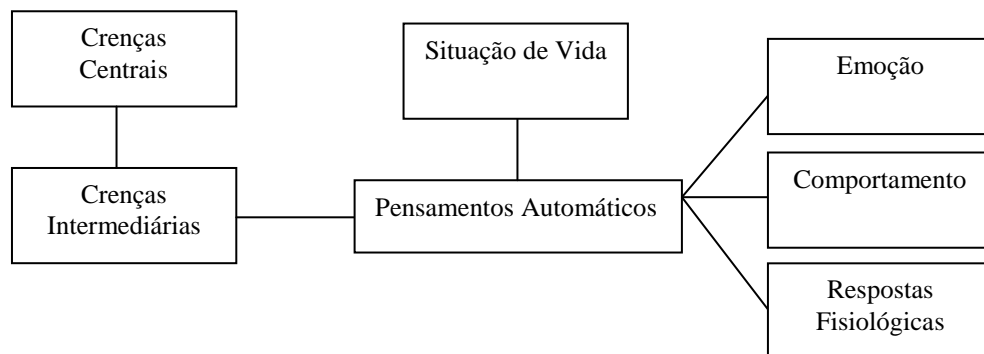 Crenças
Centrais
Situação de Vida
Emoção
Crenças
Intermediárias
Pensamentos Automáticos
Comportamento
Respostas
Fisiológicas